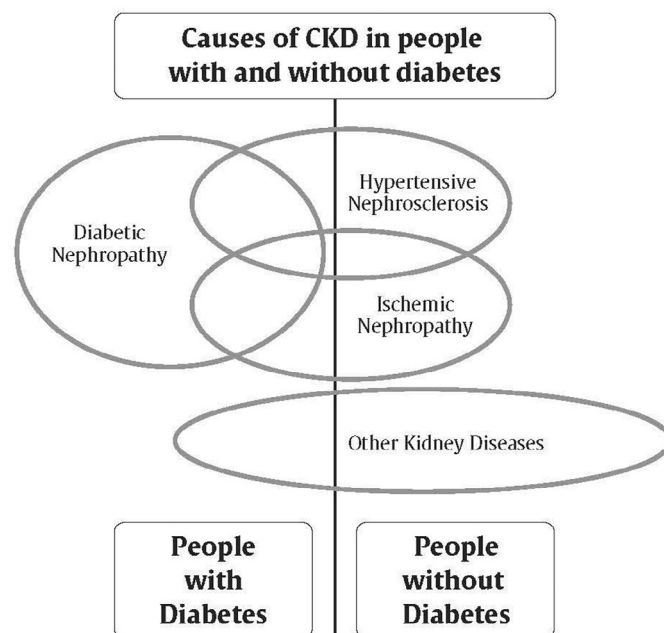 Causes of CKD in people
with and without diabetes
Hypertensive
Nephrosclerosis
Diabetic
Nephropathy
Ischemic
Nephropathy
Other Kidney Diseases
People
with
Diabetes
People
without
Diabetes